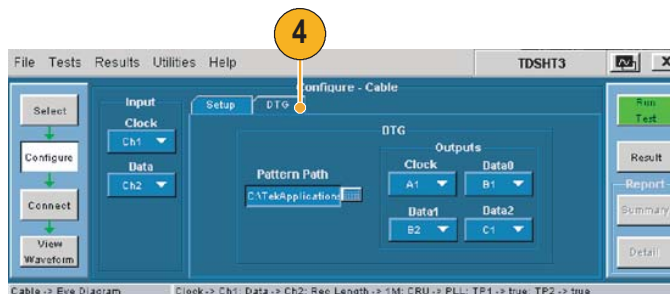 4
File Tests Results Utilities Help TDSHT3 X
Configure - Cable
Select
Configure
Connect
View
Waveform
Input
Clock
Ch1
Data
Ch2
Setup DTG
DTG
Pattern Path
C:\TekApplications
Outputs
Clock Data0
A1 B1
Data1 Data2
B2 C1
Run
Test
Result
Report
Summary
Detail
Cable -> Eye Diagram Clock -> Ch1: Data -> Ch2: Rec Length -> 1M: CRU -> PLL: TP1 -> true: TP2 -> true